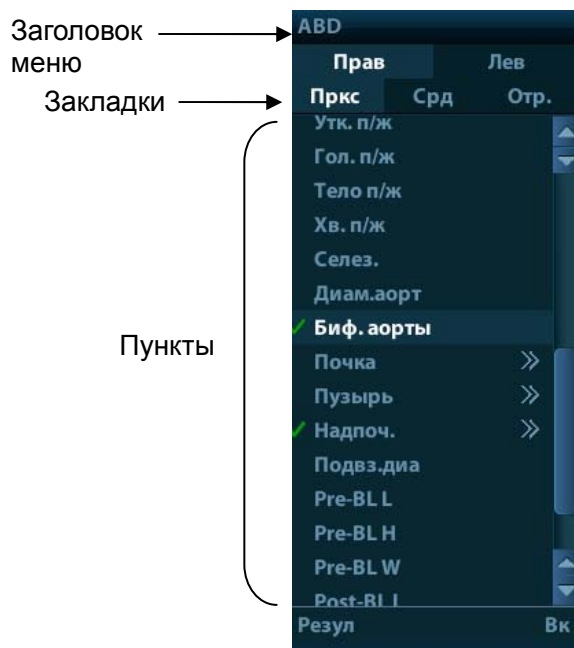 Заголовок
меню
Закладки
Пункты
ABD
Прав Лев
Пркс Срд Отр.
Утк. п/ж
Гол. п/ж
Тело п/ж
Хв. п/ж
Селез.
Диам.аорт
Биф. аорты
Почка
Пузырь
Надпоч.
Подвз.диа
Pre-BL L
Pre-BL H
Pre-BL W
Post-BL L
Резул Вк